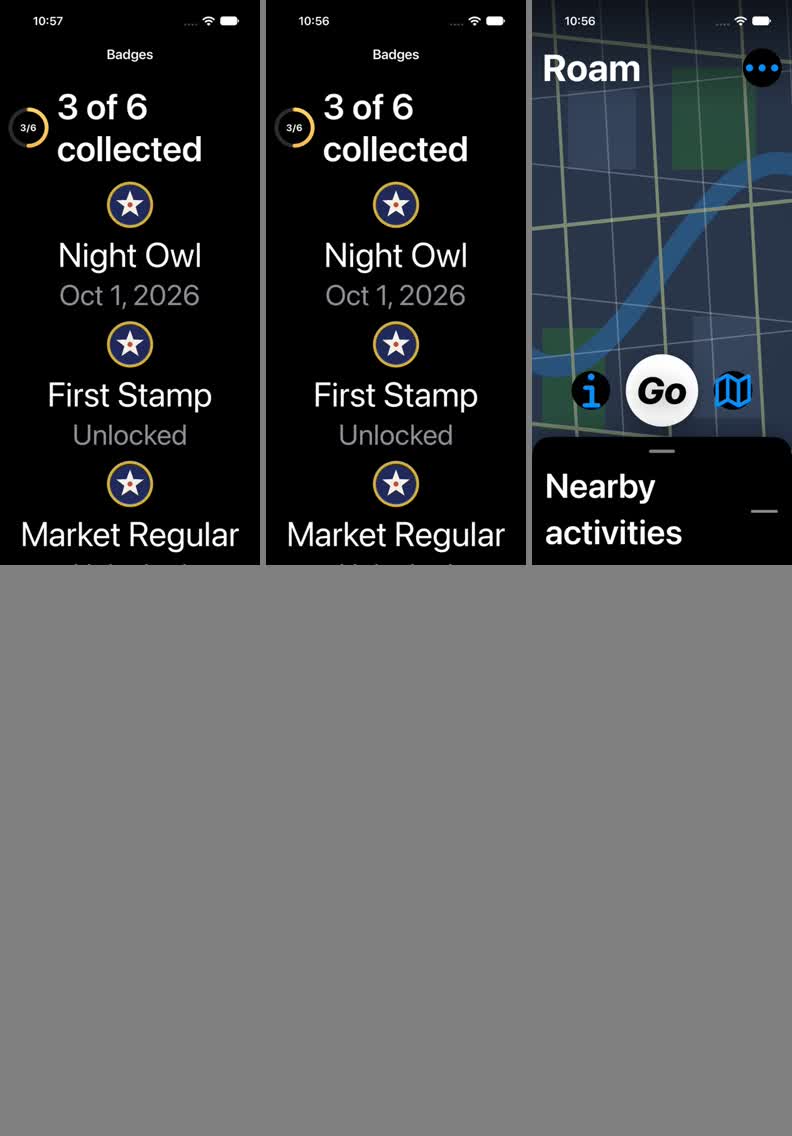 10:57
Badges
3/6
3 of 6
collected
Night Owl
Oct 1, 2026
First Stamp
Unlocked
Market Regular
10:56
Badges
3/6
3 of 6
collected
Night Owl
Oct 1, 2026
First Stamp
Unlocked
Market Regular
10:56
Roam
Go
Nearby
activities